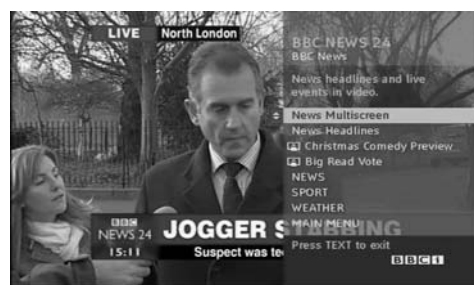 LIVE North London
BBC NEWS 24
BBC News
News headlines and live
events in video.
News Multiscreen
News Headlines
Christmas Comedy Preview
Big Read Vote
NEWS
SPORT
WEATHER
MAIN MENU
Press TEXT to exit
BBC 1
BBC
NEWS 24
15:11
JOGGER STABBING
Suspect was